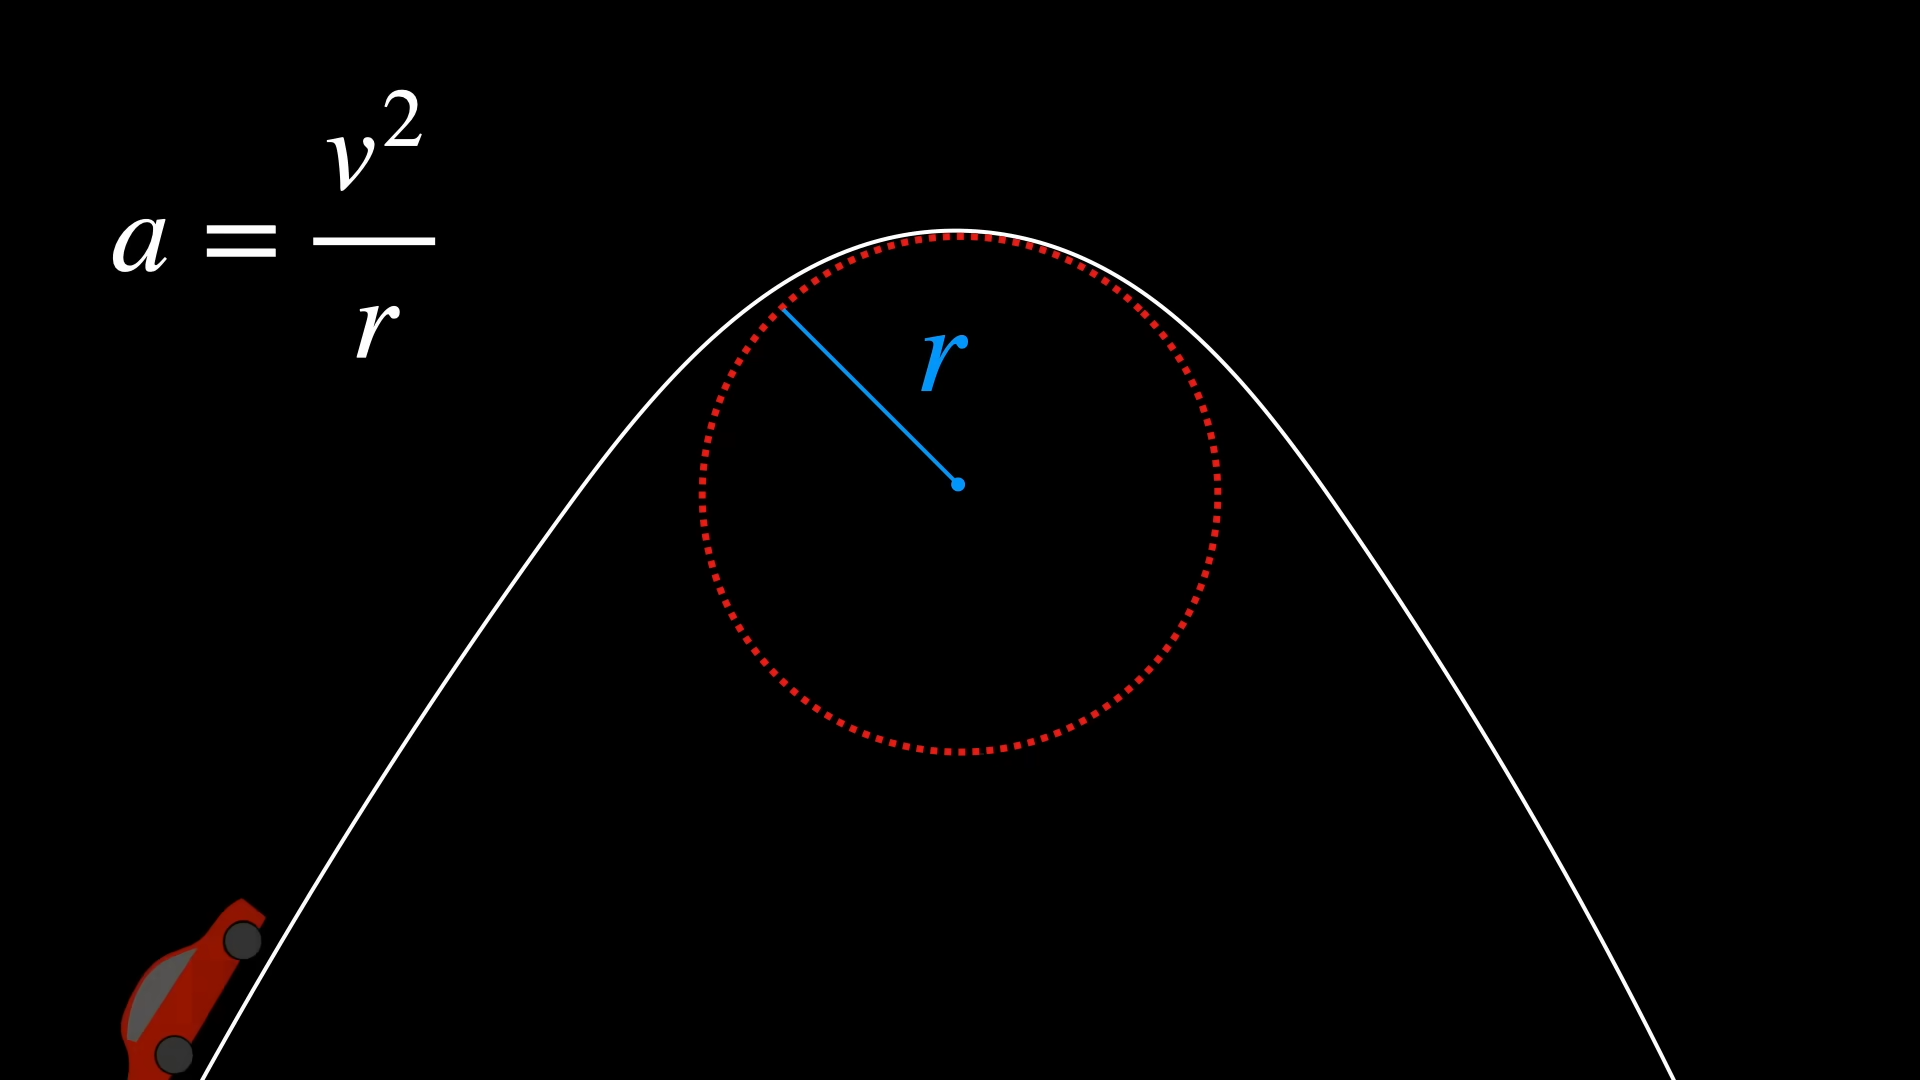 a = v²/r
r